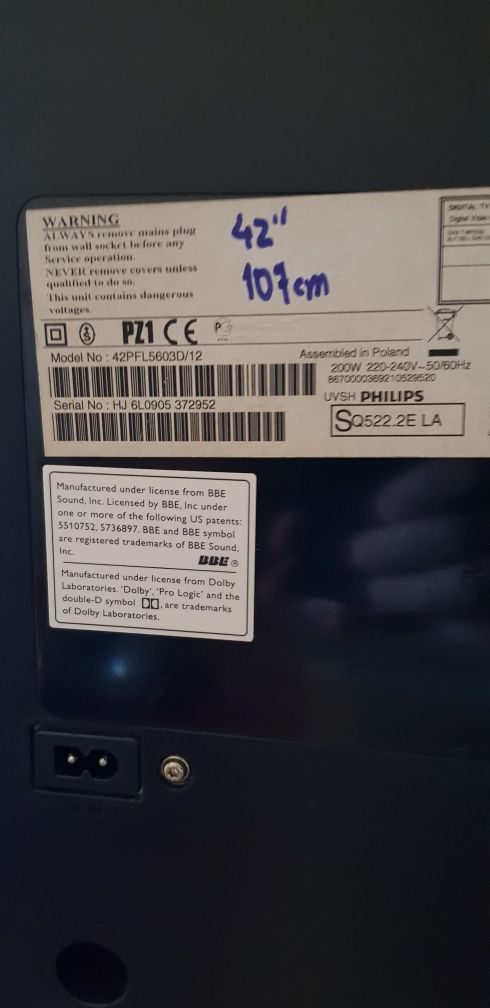 WARNING
ALWAYS remove mains plug
from wall socket before any
Service operation.
NEVER remove covers unless
qualified to do so.
This unit contains dangerous
voltages.
42"
107cm
PZ1 CE
Model No : 42PFL5603D/12
Assembled in Poland
200W 220-240V~50/60Hz
8670000369210529520
Serial No : HJ 6L0905 372952
UVSH PHILIPS
SQ522.2E LA
Manufactured under license from BBE
Sound, Inc. Licensed by BBE, Inc under
one or more of the following US patents:
5510752, 5736897. BBE and BBE symbol
are registered trademarks of BBE Sound,
Inc.
BBE ®
Manufactured under license from Dolby
Laboratories. 'Dolby', 'Pro Logic' and the
double-D symbol , are trademarks
of Dolby Laboratories.